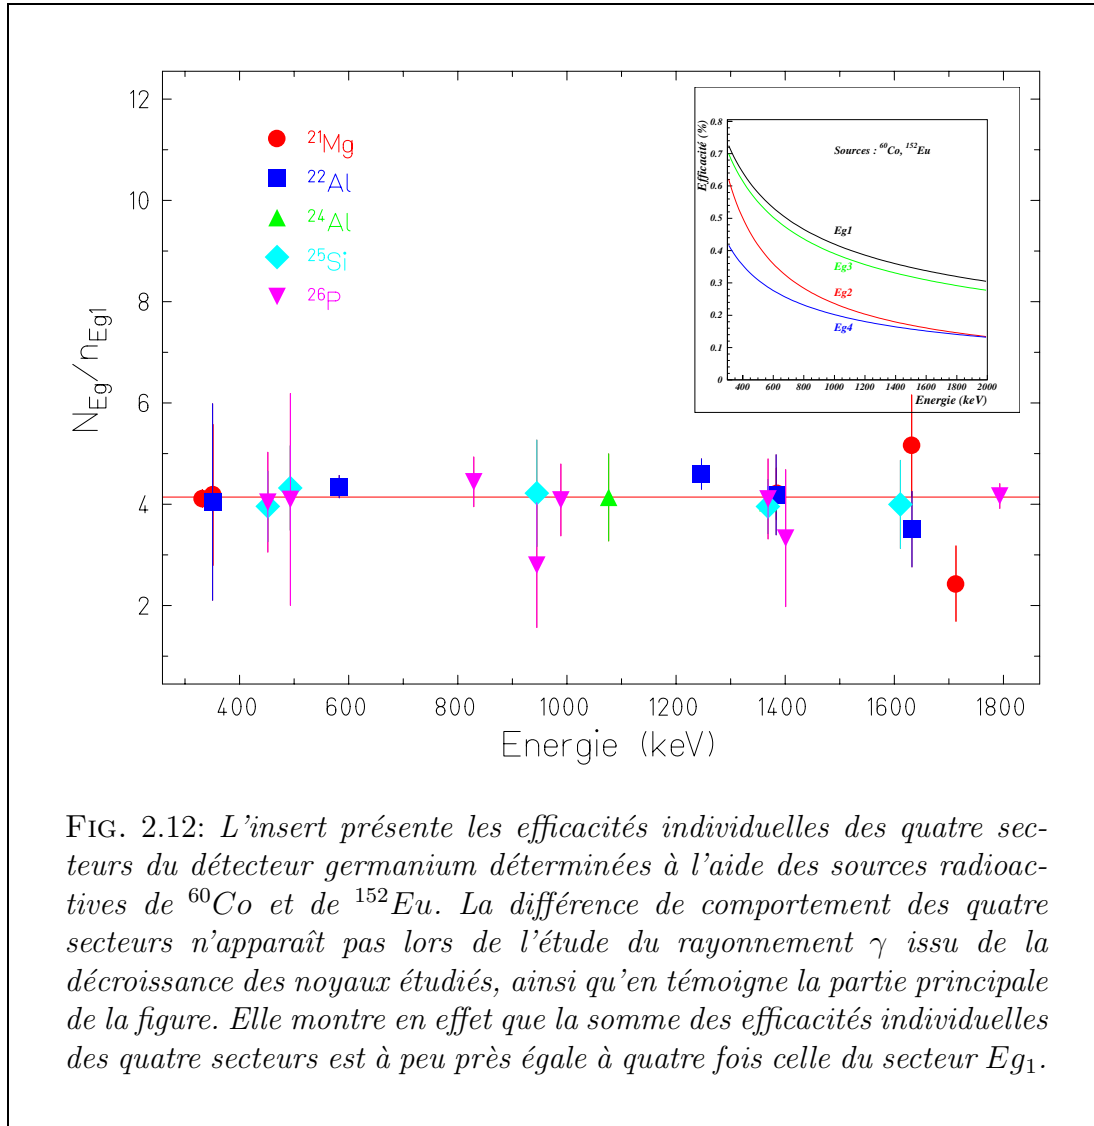 12
10
8
6
4
2
N_Eg/n_Eg1
²¹Mg
²²Al
²⁴Al
²⁵Si
²⁶P
400 600 800 1000 1200 1400 1600 1800
Energie (keV)
Efficacité (%)
0.8
0.7
0.6
0.5
0.4
0.3
0.2
0.1
0
Sources : ⁶⁰Co, ¹⁵²Eu
Eg1
Eg3
Eg2
Eg4
400 600 800 1000 1200 1400 1600 1800 2000
Energie (keV)
FIG. 2.12: L'insert présente les efficacités individuelles des quatre sec-
teurs du détecteur germanium déterminées à l'aide des sources radioac-
tives de ⁶⁰Co et de ¹⁵²Eu. La différence de comportement des quatre
secteurs n'apparaît pas lors de l'étude du rayonnement γ issu de la
décroissance des noyaux étudiés, ainsi qu'en témoigne la partie principale
de la figure. Elle montre en effet que la somme des efficacités individuelles
des quatre secteurs est à peu près égale à quatre fois celle du secteur Eg₁.